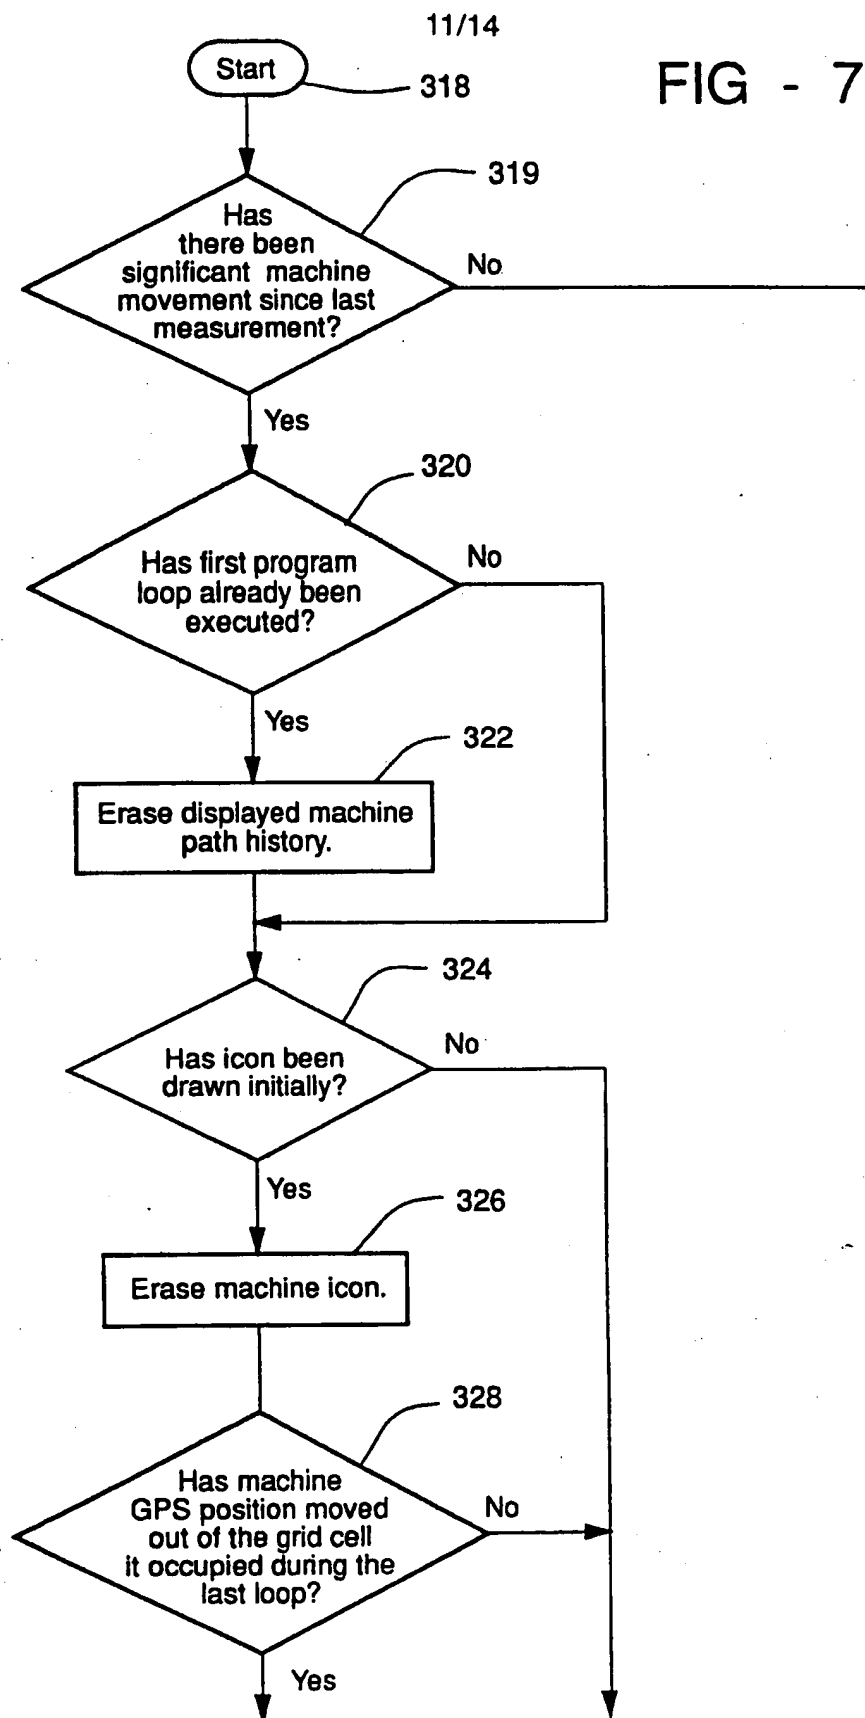 11/14
FIG - 7
Start
318
319
Has
there been
significant machine
movement since last
measurement?
No
Yes
320
Has first program
loop already been
executed?
No
Yes
322
Erase displayed machine
path history.
324
Has icon been
drawn initially?
No
Yes
326
Erase machine icon.
328
Has machine
GPS position moved
out of the grid cell
it occupied during the
last loop?
No
Yes